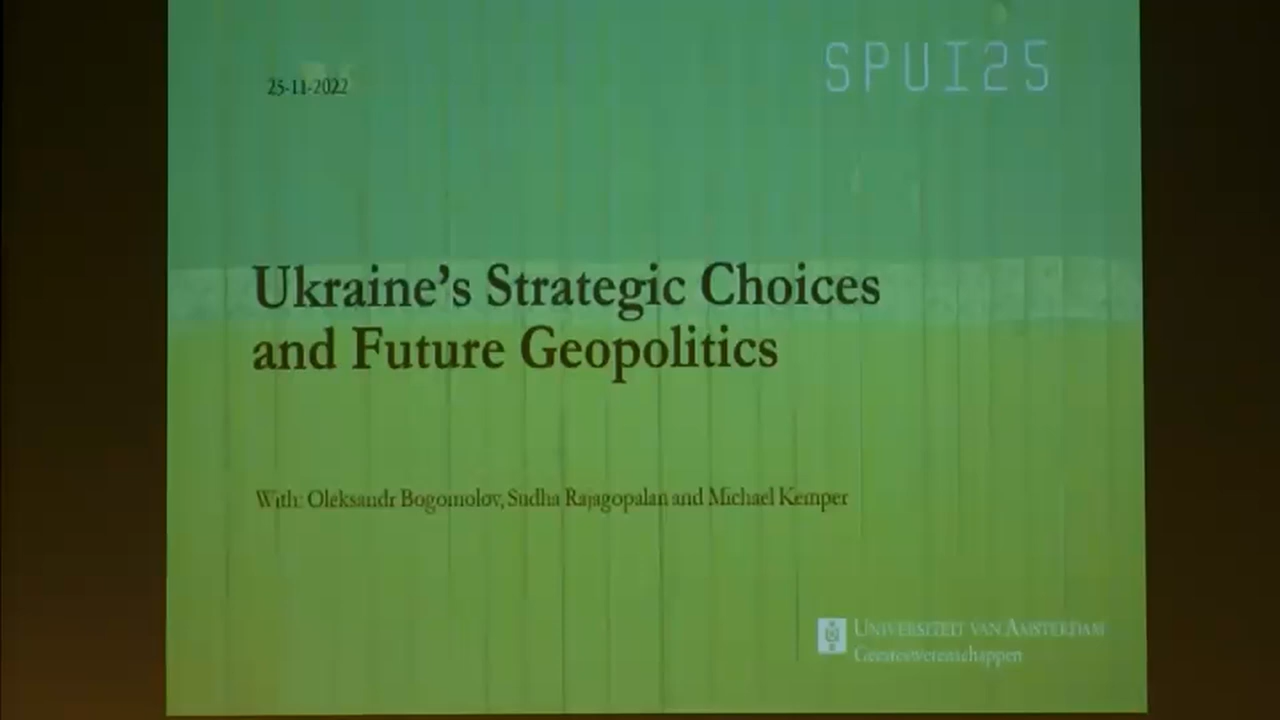 25-11-2022
SPUI25
Ukraine's Strategic Choices
and Future Geopolitics
With: Oleksandr Bogomolov, Sudha Rajagopalan and Michael Kemper
UNIVERSITEIT VAN AMSTERDAM
Geesteswetenschappen